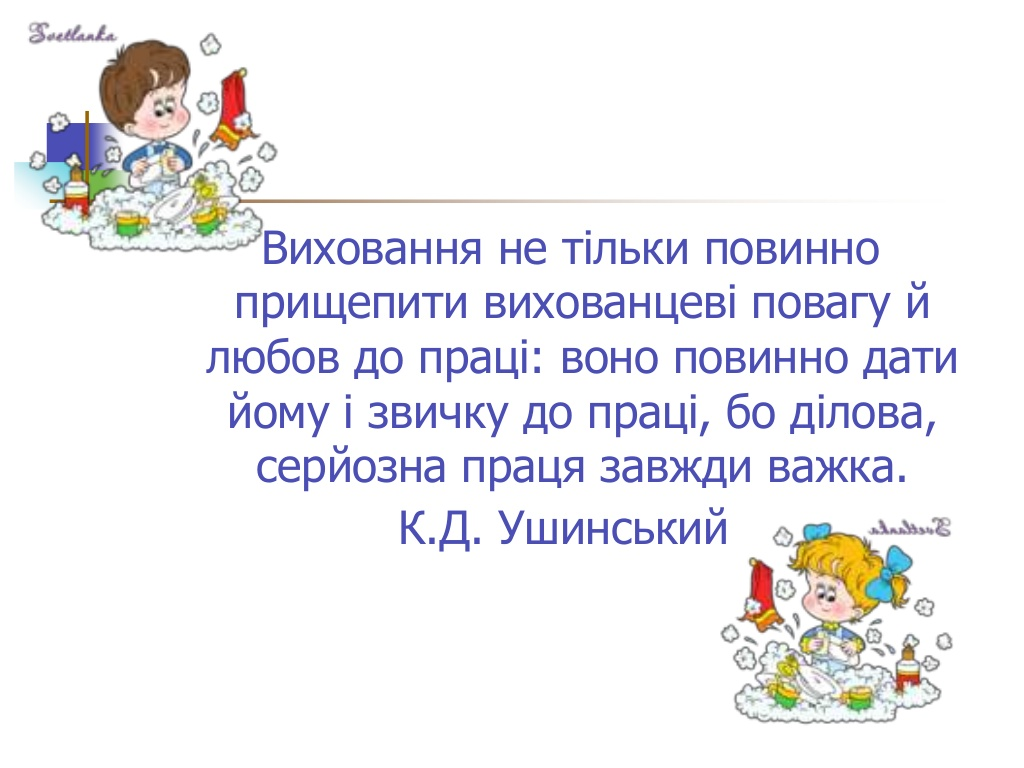 Svetlanka
Виховання не тільки повинно
прищепити вихованцеві повагу й
любов до праці: воно повинно дати
йому і звичку до праці, бо ділова,
серйозна праця завжди важка.
К.Д. Ушинський
Svetlanka